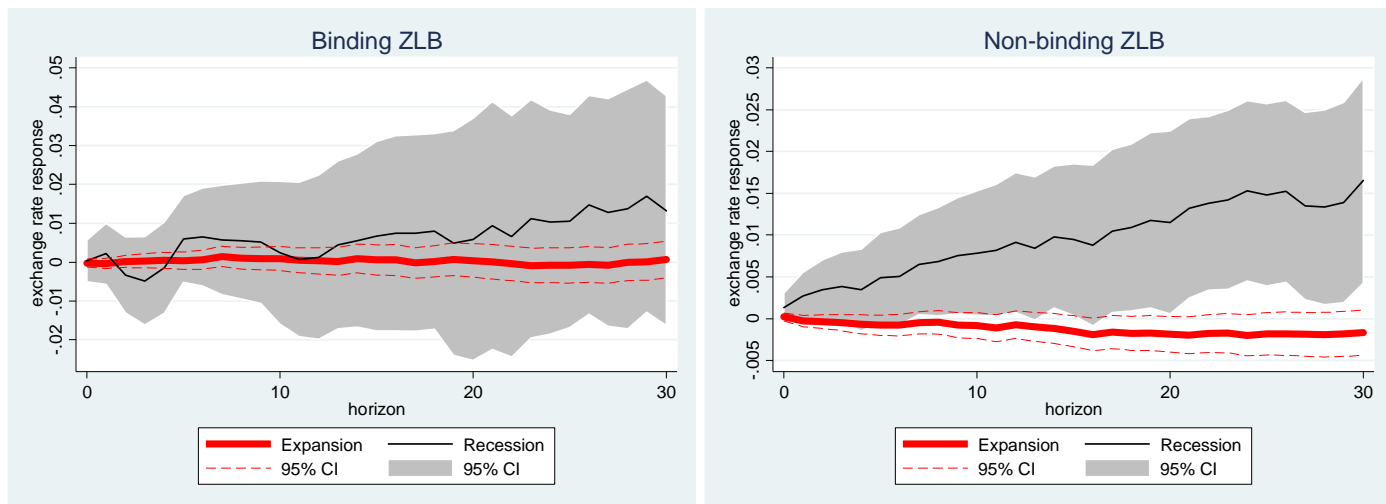 Binding ZLB
exchange rate response
.05
.04
.03
.02
.01
0
-.01
-.02
0
10
20
30
horizon
Expansion
Recession
95% CI
95% CI
Non-binding ZLB
exchange rate response
.03
.025
.02
.015
.01
.005
0
-.005
0
10
20
30
horizon
Expansion
Recession
95% CI
95% CI